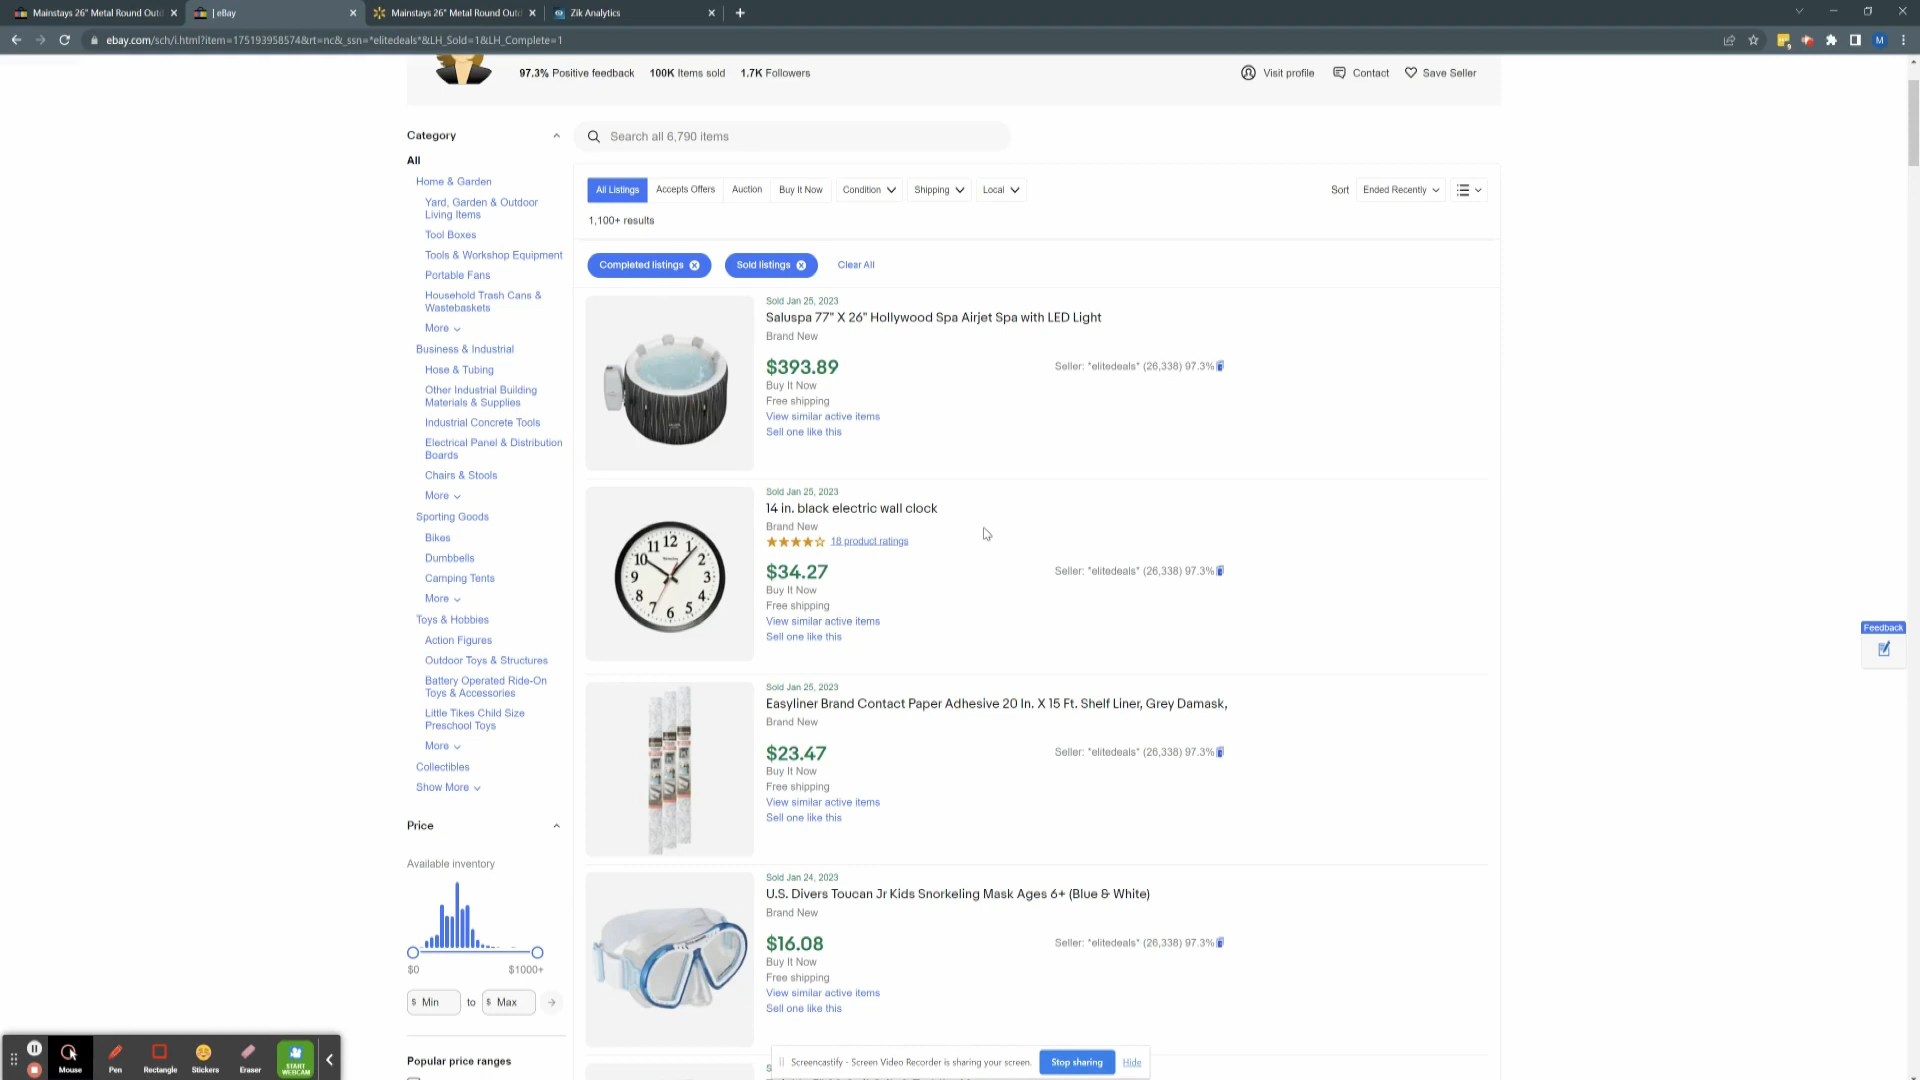 Mainstays 26" Metal Round Outd
| eBay
Mainstays 26" Metal Round Outd
Zik Analytics
ebay.com/sch/i.html?item=175193958574&rt=nc&_ssn=*elitedeals*&LH_Sold=1&LH_Complete=1
M
97.3% Positive feedback 100K Items sold 1.7K Followers
Visit profile Contact Save Seller
Category
Search all 6,790 items
All
Home & Garden
Yard, Garden & Outdoor
Living Items
Tool Boxes
Tools & Workshop Equipment
Portable Fans
Household Trash Cans &
Wastebaskets
More
Business & Industrial
Hose & Tubing
Other Industrial Building
Materials & Supplies
Industrial Concrete Tools
Electrical Panel & Distribution
Boards
Chairs & Stools
More
Sporting Goods
Bikes
Dumbbells
Camping Tents
More
Toys & Hobbies
Action Figures
Outdoor Toys & Structures
Battery Operated Ride-On
Toys & Accessories
Little Tikes Child Size
Preschool Toys
More
Collectibles
Show More
Price
Available inventory
$0 $1000+
$ Min to $ Max
Popular price ranges
All Listings Accepts Offers Auction Buy It Now Condition Shipping Local
Sort Ended Recently
1,100+ results
Completed listings Sold listings Clear All
Sold Jan 25, 2023
Saluspa 77" X 26" Hollywood Spa Airjet Spa with LED Light
Brand New
$393.89
Seller: *elitedeals* (26,338) 97.3%
Buy It Now
Free shipping
View similar active items
Sell one like this
Sold Jan 25, 2023
14 in. black electric wall clock
Brand New
18 product ratings
$34.27
Seller: *elitedeals* (26,338) 97.3%
Buy It Now
Free shipping
View similar active items
Sell one like this
11 12 1
10 2
9 3
8 4
7 6 5
Sold Jan 25, 2023
Easyliner Brand Contact Paper Adhesive 20 In. X 15 Ft. Shelf Liner, Grey Damask,
Brand New
$23.47
Seller: *elitedeals* (26,338) 97.3%
Buy It Now
Free shipping
View similar active items
Sell one like this
Sold Jan 24, 2023
U.S. Divers Toucan Jr Kids Snorkeling Mask Ages 6+ (Blue & White)
Brand New
$16.08
Seller: *elitedeals* (26,338) 97.3%
Buy It Now
Free shipping
View similar active items
Sell one like this
Feedback
Mouse Pen Rectangle Stickers Eraser START
WEBCAM
Screencastify - Screen Video Recorder is sharing your screen. Stop sharing Hide